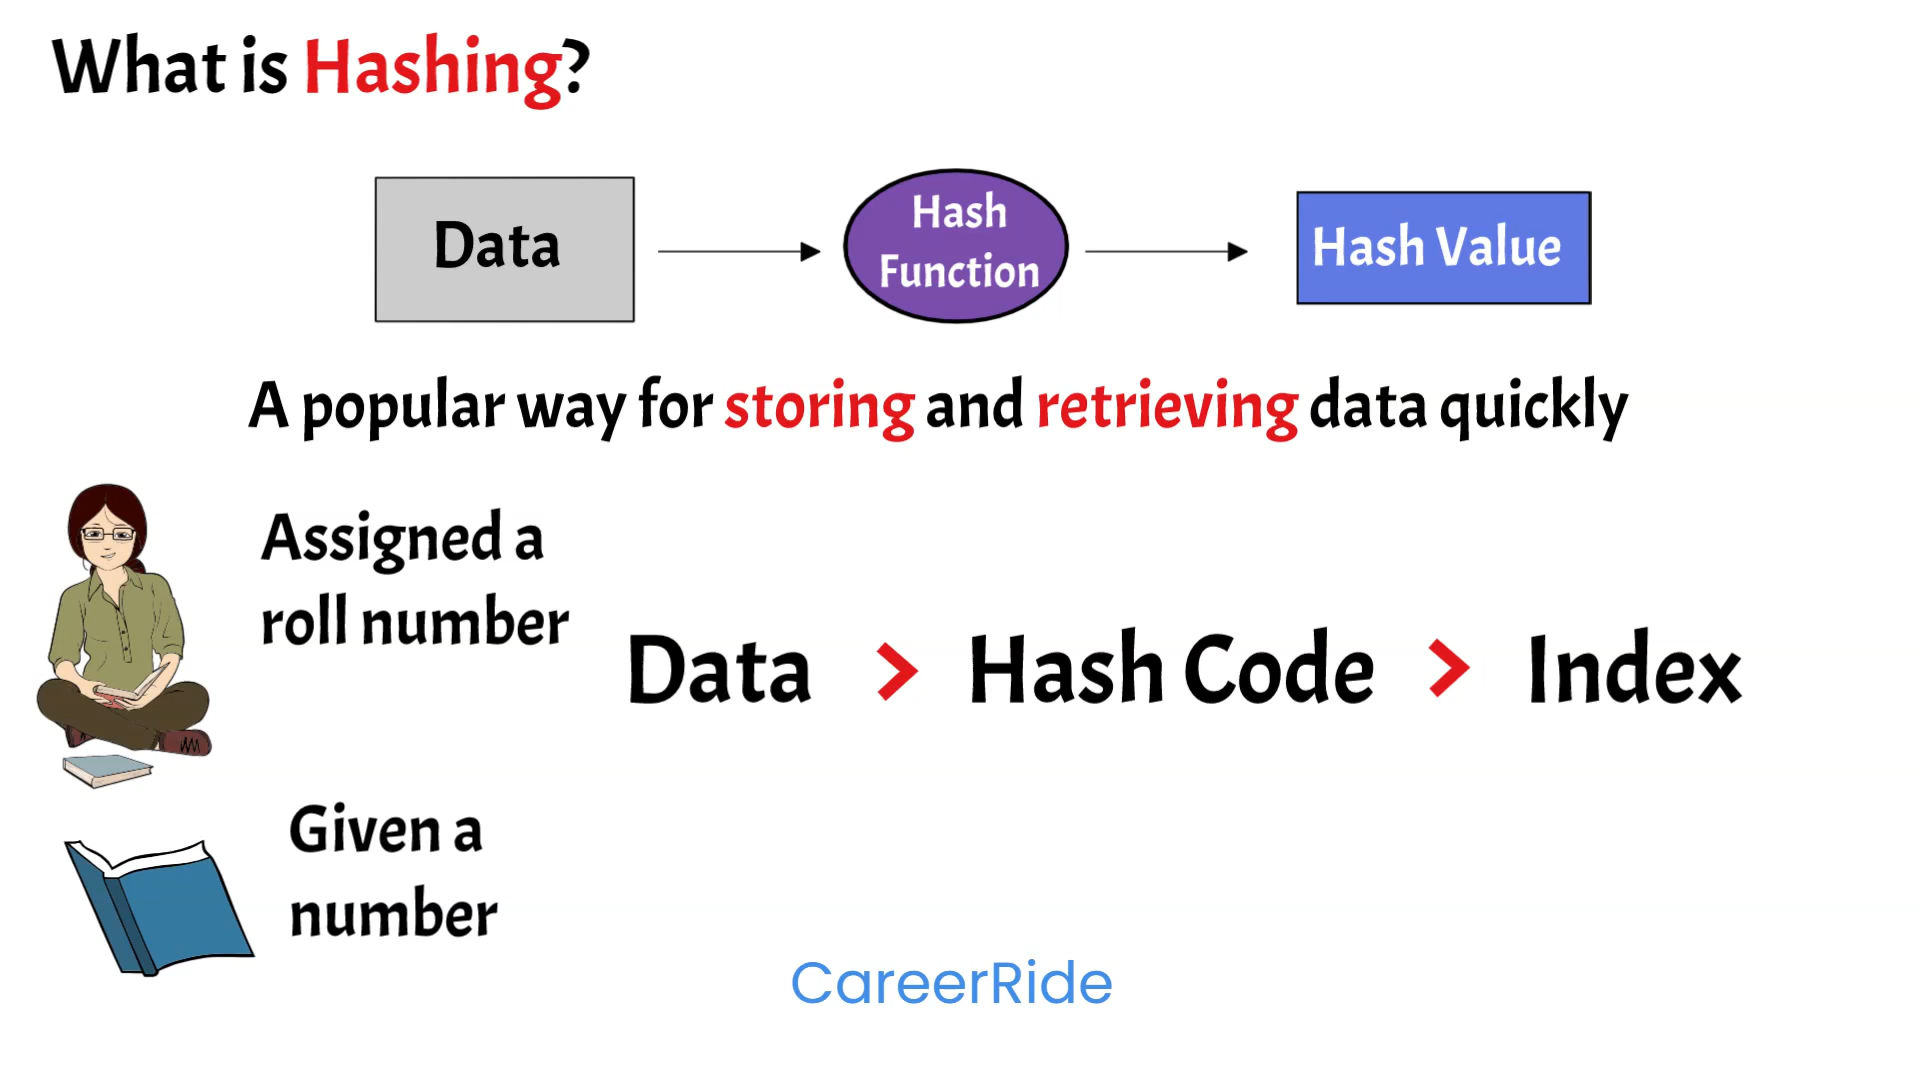 What is Hashing?
Data
Hash
Function
Hash Value
A popular way for storing and retrieving data quickly
Assigned a
roll number
Data > Hash Code > Index
Given a
number
CareerRide